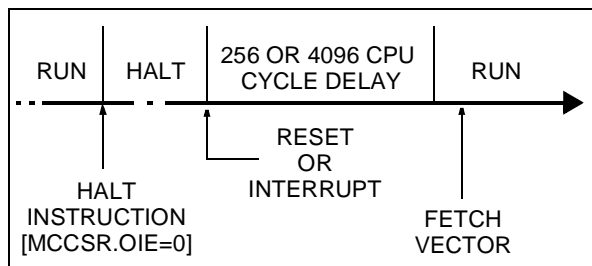 RUN
HALT
256 OR 4096 CPU
CYCLE DELAY
RUN
RESET
OR
INTERRUPT
HALT
INSTRUCTION
[MCCSR.OIE=0]
FETCH
VECTOR